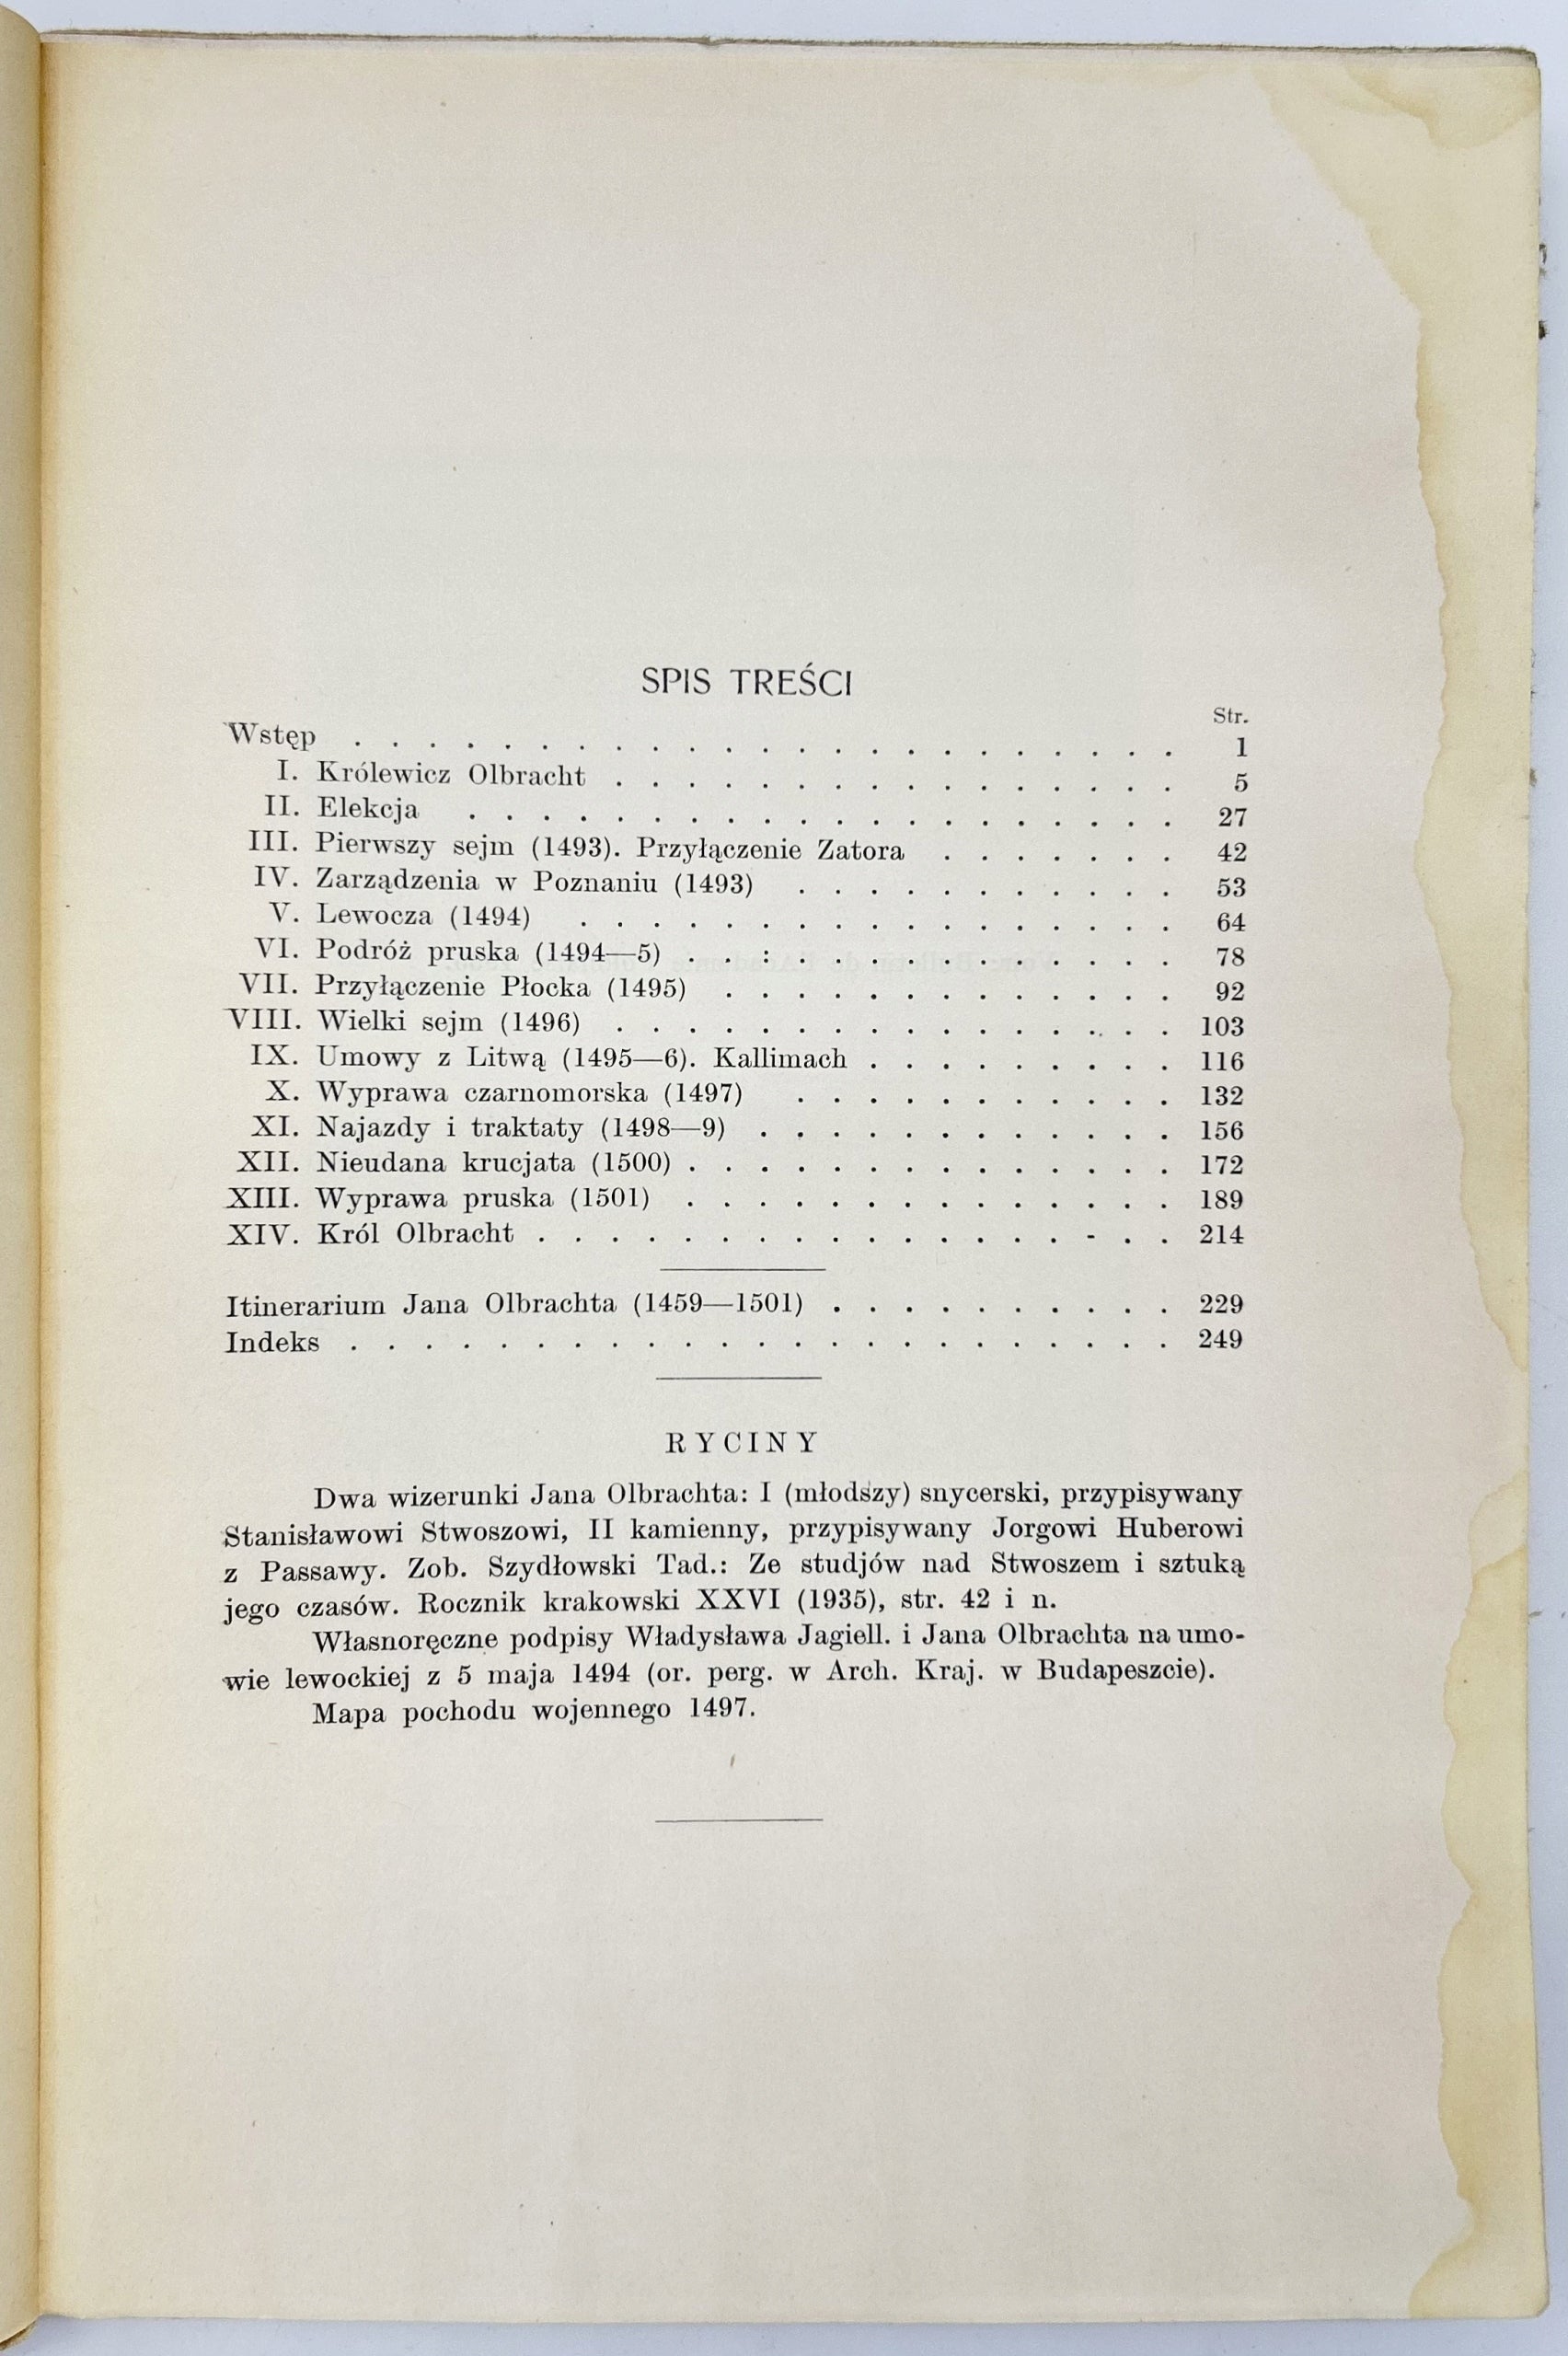 SPIS TREŚCI
Str.
Wstęp . . . . . . . . . . . . . . . . . . . . . . . 1
I. Królewicz Olbracht . . . . . . . . . . . . . . . . 5
II. Elekcja . . . . . . . . . . . . . . . . . . . . 27
III. Pierwszy sejm (1493). Przyłączenie Zatora . . . . . . . 42
IV. Zarządzenia w Poznaniu (1493) . . . . . . . . . . . 53
V. Lewocza (1494) . . . . . . . . . . . . . . . . . 64
VI. Podróż pruska (1494—5) . . : . . . . . . . . . . . 78
VII. Przyłączenie Płocka (1495) . . . . . . . . . . . . . 92
VIII. Wielki sejm (1496) . . . . . . . . . . . . . . . . 103
IX. Umowy z Litwą (1495—6). Kallimach . . . . . . . . . 116
X. Wyprawa czarnomorska (1497) . . . . . . . . . . . 132
XI. Najazdy i traktaty (1498—9) . . . . . . . . . . . . 156
XII. Nieudana krucjata (1500) . . . . . . . . . . . . . . 172
XIII. Wyprawa pruska (1501) . . . . . . . . . . . . . . 189
XIV. Król Olbracht . . . . . . . . . . . . . . . - . . 214
Itinerarium Jana Olbrachta (1459—1501) . . . . . . . . . . 229
Indeks . . . . . . . . . . . . . . . . . . . . . . . 249
RYCINY
Dwa wizerunki Jana Olbrachta: I (młodszy) snycerski, przypisywany
Stanisławowi Stwoszowi, II kamienny, przypisywany Jorgowi Huberowi
z Passawy. Zob. Szydłowski Tad.: Ze studjów nad Stwoszem i sztuką
jego czasów. Rocznik krakowski XXVI (1935), str. 42 i n.
Własnoręczne podpisy Władysława Jagiell. i Jana Olbrachta na umo-
wie lewockiej z 5 maja 1494 (or. perg. w Arch. Kraj. w Budapeszcie).
Mapa pochodu wojennego 1497.